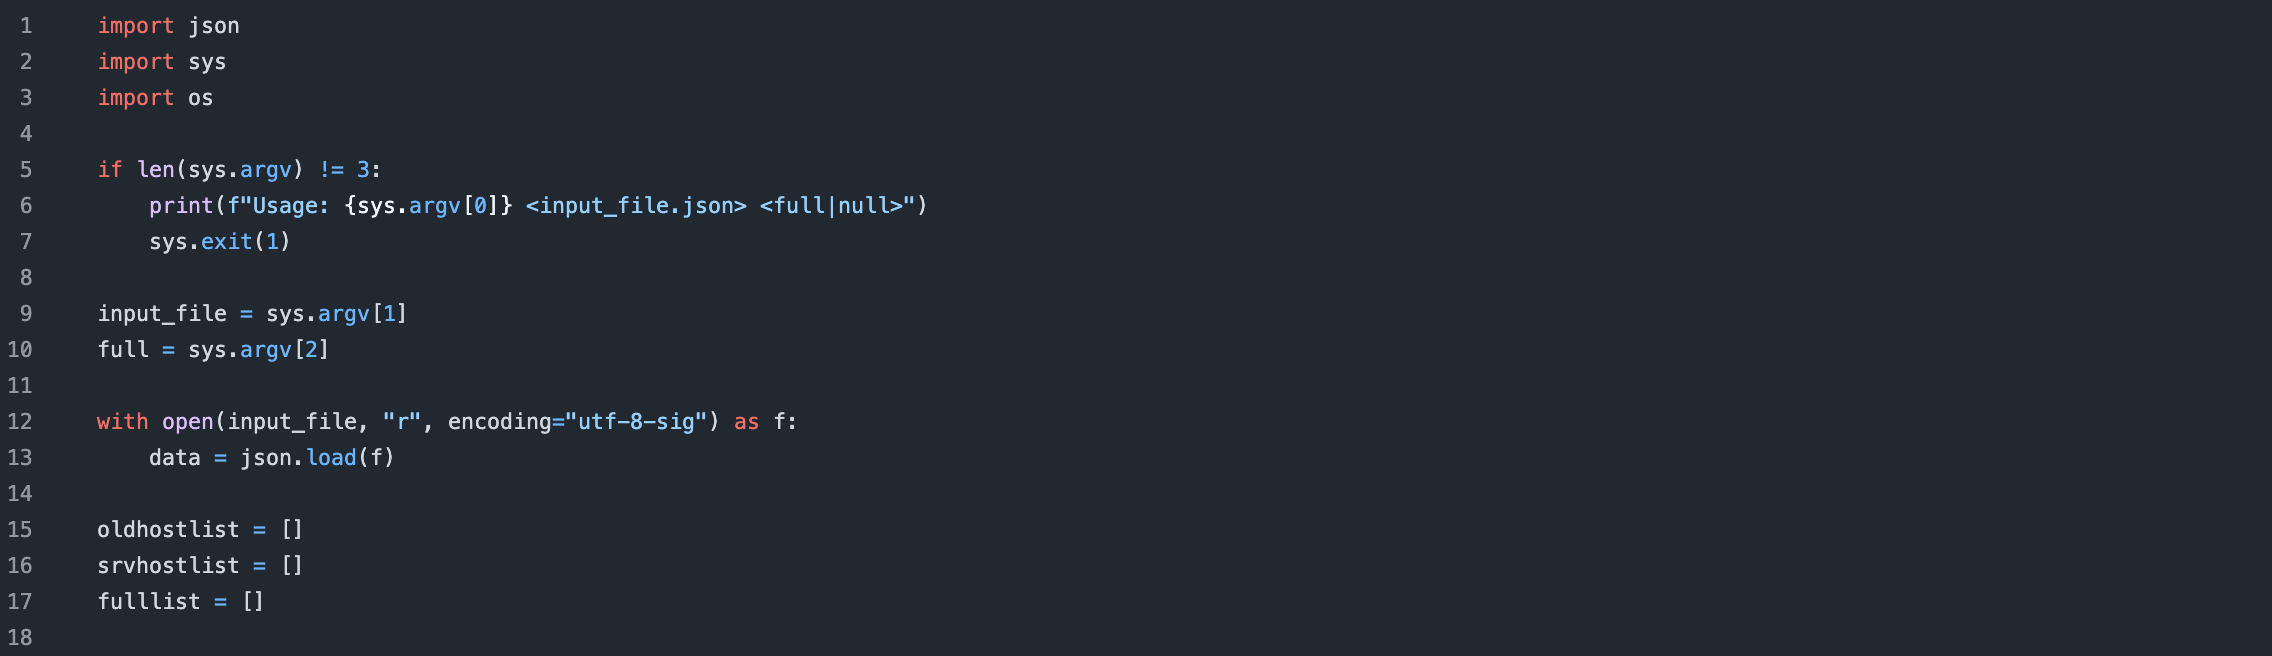 1 import json
2 import sys
3 import os
4
5 if len(sys.argv) != 3:
6     print(f"Usage: {sys.argv[0]} <input_file.json> <full|null>")
7     sys.exit(1)
8
9 input_file = sys.argv[1]
10 full = sys.argv[2]
11
12 with open(input_file, "r", encoding="utf-8-sig") as f:
13     data = json.load(f)
14
15 oldhostlist = []
16 srvhostlist = []
17 fulllist = []
18